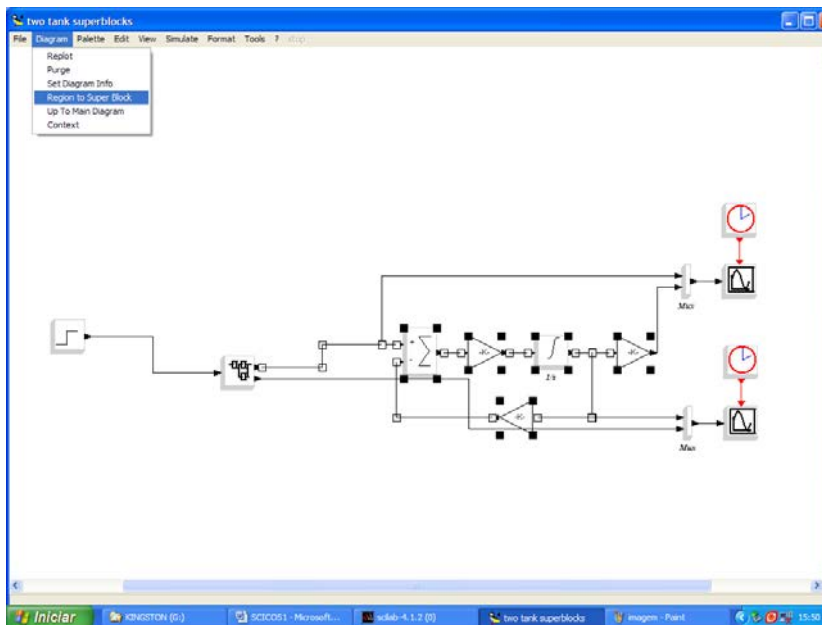 two tank superblocks
File Diagram Palette Edit View Simulate Format Tools ? stop
Replot
Purge
Set Diagram Info
Region to Super Block
Up To Main Diagram
Context
Mux
+
-
Σ
-K-
∫
-K-
1/s
-K-
Mux
Iniciar KINGSTON (G:) SCICOS1 - Microsoft... scilab-4.1.2 (0) two tank superblocks imagem - Paint 15:50